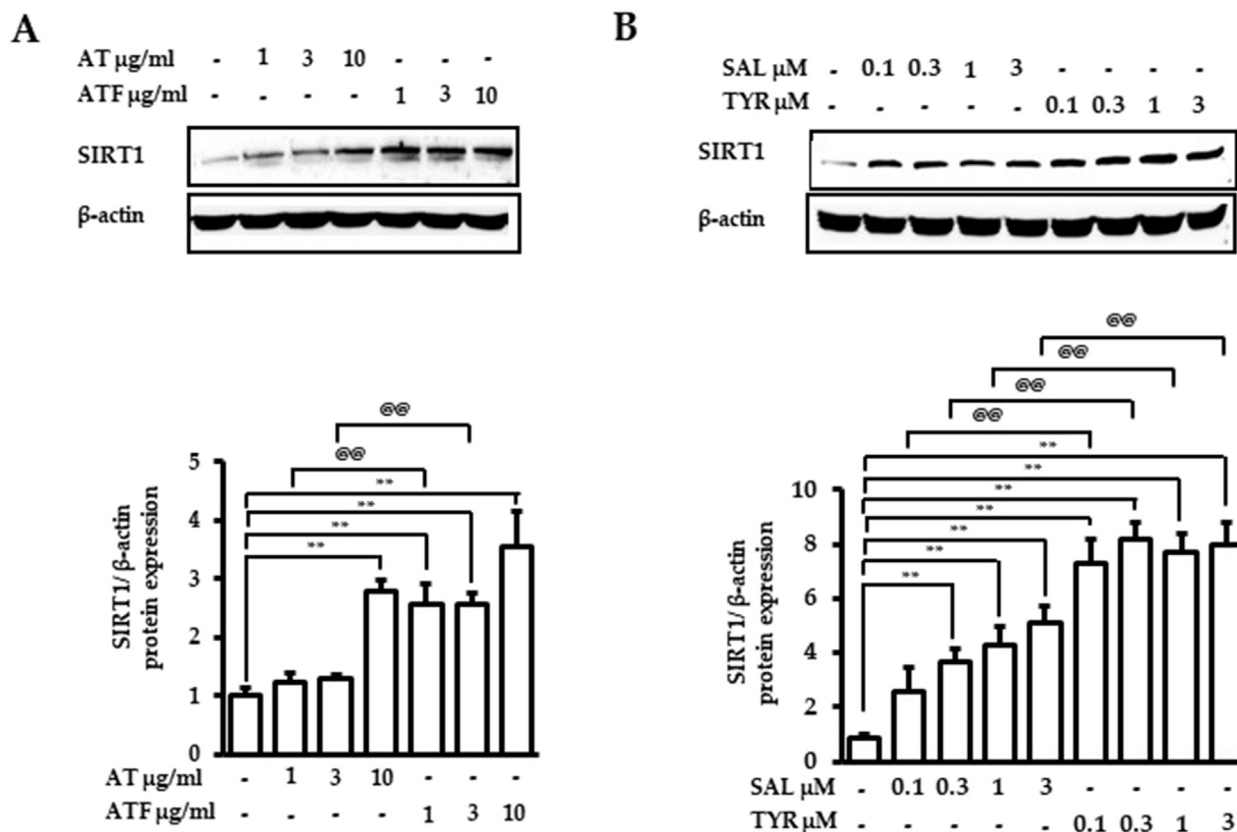 A
AT μg/ml - 1 3 10 - - -
ATF μg/ml - - - - 1 3 10
SIRT1
β-actin
@@
@@
**
**
**
**
5
4
3
2
1
0
SIRT1/ β-actin
protein expression
AT μg/ml - 1 3 10 - - -
ATF μg/ml - - - - 1 3 10
B
SAL μM - 0.1 0.3 1 3 - - - -
TYR μM - - - - - 0.1 0.3 1 3
SIRT1
β-actin
@@
@@
@@
@@
**
**
**
**
**
**
**
10
8
6
4
2
0
SIRT1/ β-actin
protein expression
SAL μM - 0.1 0.3 1 3 - - - -
TYR μM - - - - - 0.1 0.3 1 3